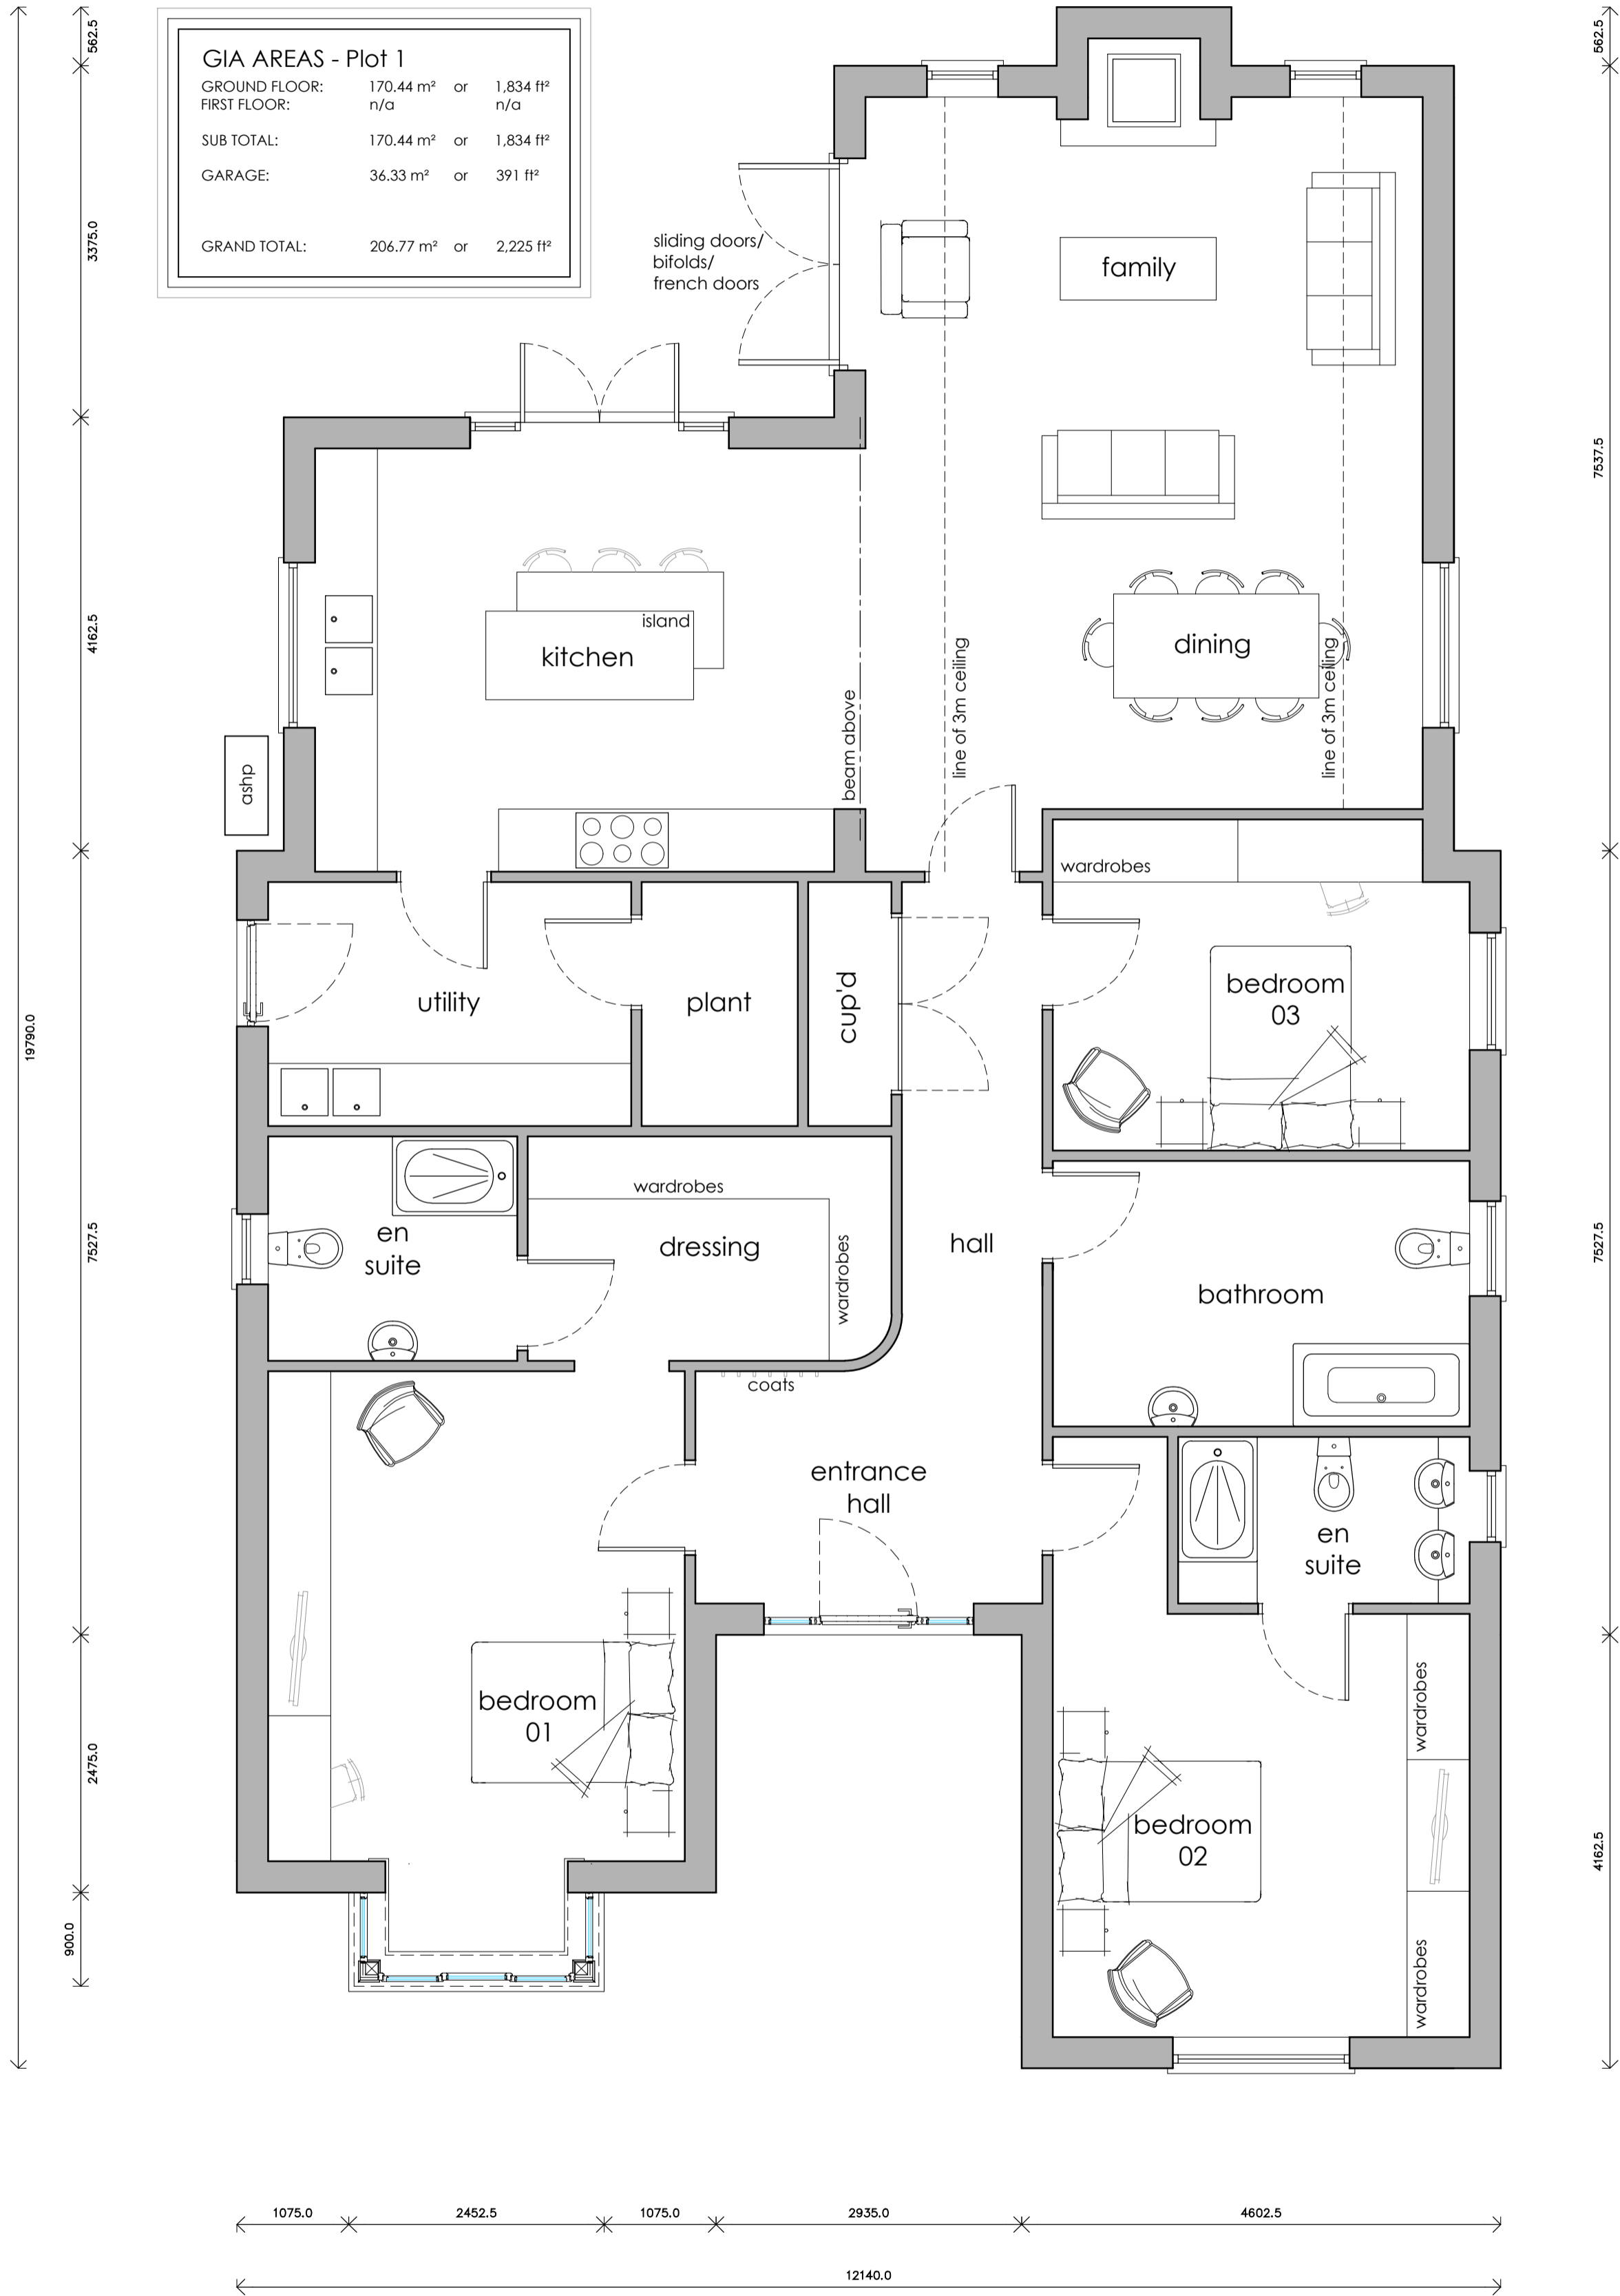 GIA AREAS - Plot 1
GROUND FLOOR: 170.44 m² or 1,834 ft²
FIRST FLOOR: n/a n/a
SUB TOTAL: 170.44 m² or 1,834 ft²
GARAGE: 36.33 m² or 391 ft²
GRAND TOTAL: 206.77 m² or 2,225 ft²
562.5
3375.0
4162.5
7527.5
2475.0
900.0
19790.0
562.5
7537.5
7527.5
4162.5
sliding doors/
bifolds/
french doors
family
island
kitchen
dining
beam above
line of 3m ceiling
line of 3m ceiling
ashp
wardrobes
utility
plant
cup'd
bedroom
03
wardrobes
en
suite
dressing
wardrobes
hall
bathroom
coats
entrance
hall
en
suite
bedroom
01
wardrobes
bedroom
02
wardrobes
1075.0
2452.5
1075.0
2935.0
4602.5
12140.0